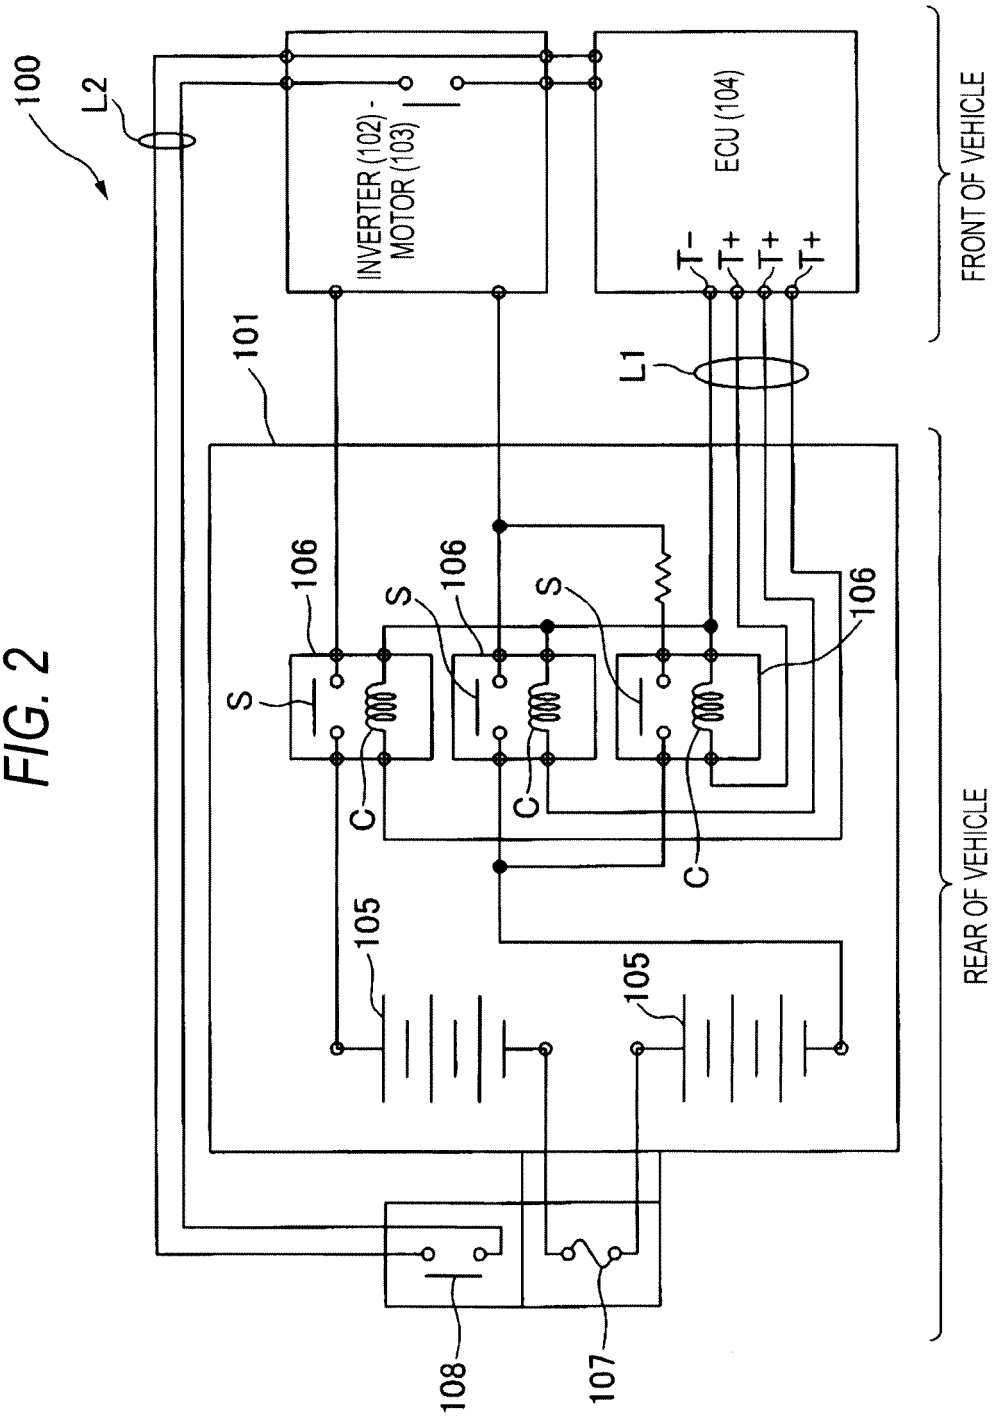 FIG. 2
100
L2
INVERTER (102) -
MOTOR (103)
ECU (104)
T-
T+
T+
T+
FRONT OF VEHICLE
101
L1
106
S
C
106
S
C
106
S
C
105
105
108
107
REAR OF VEHICLE